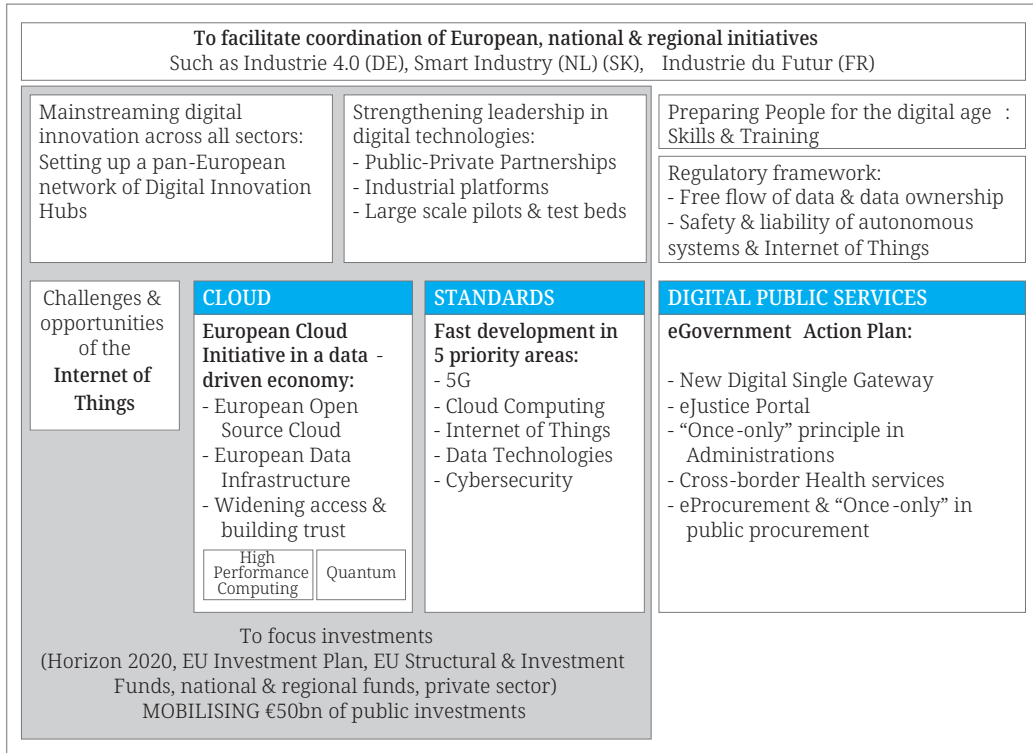 To facilitate coordination of European, national & regional initiatives
Such as Industrie 4.0 (DE), Smart Industry (NL) (SK), Industrie du Futur (FR)
Mainstreaming digital
innovation across all sectors:
Setting up a pan-European
network of Digital Innovation
Hubs
Strengthening leadership in
digital technologies:
- Public-Private Partnerships
- Industrial platforms
- Large scale pilots & test beds
Preparing People for the digital age :
Skills & Training
Regulatory framework:
- Free flow of data & data ownership
- Safety & liability of autonomous
systems & Internet of Things
Challenges &
opportunities
of the
Internet of
Things
CLOUD
European Cloud
Initiative in a data -
driven economy:
- European Open
Source Cloud
- European Data
Infrastructure
- Widening access &
building trust
High
Performance
Computing
Quantum
STANDARDS
Fast development in
5 priority areas:
- 5G
- Cloud Computing
- Internet of Things
- Data Technologies
- Cybersecurity
DIGITAL PUBLIC SERVICES
eGovernment Action Plan:
- New Digital Single Gateway
- eJustice Portal
- “Once-only” principle in
Administrations
- Cross-border Health services
- eProcurement & “Once-only” in
public procurement
To focus investments
(Horizon 2020, EU Investment Plan, EU Structural & Investment
Funds, national & regional funds, private sector)
MOBILISING €50bn of public investments